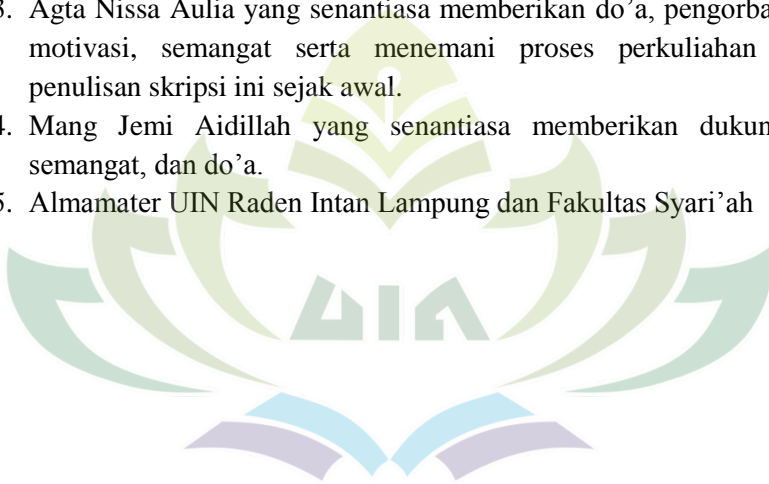 3. Agta Nissa Aulia yang senantiasa memberikan do’a,
motivasi, semangat serta menemani proses perkuliahan
penulisan skripsi ini sejak awal.
4. Mang Jemi Aidillah yang senantiasa memberikan
semangat, dan do’a.
5. Almamater UIN Raden Intan Lampung dan Fakultas Syari’ah
UIN